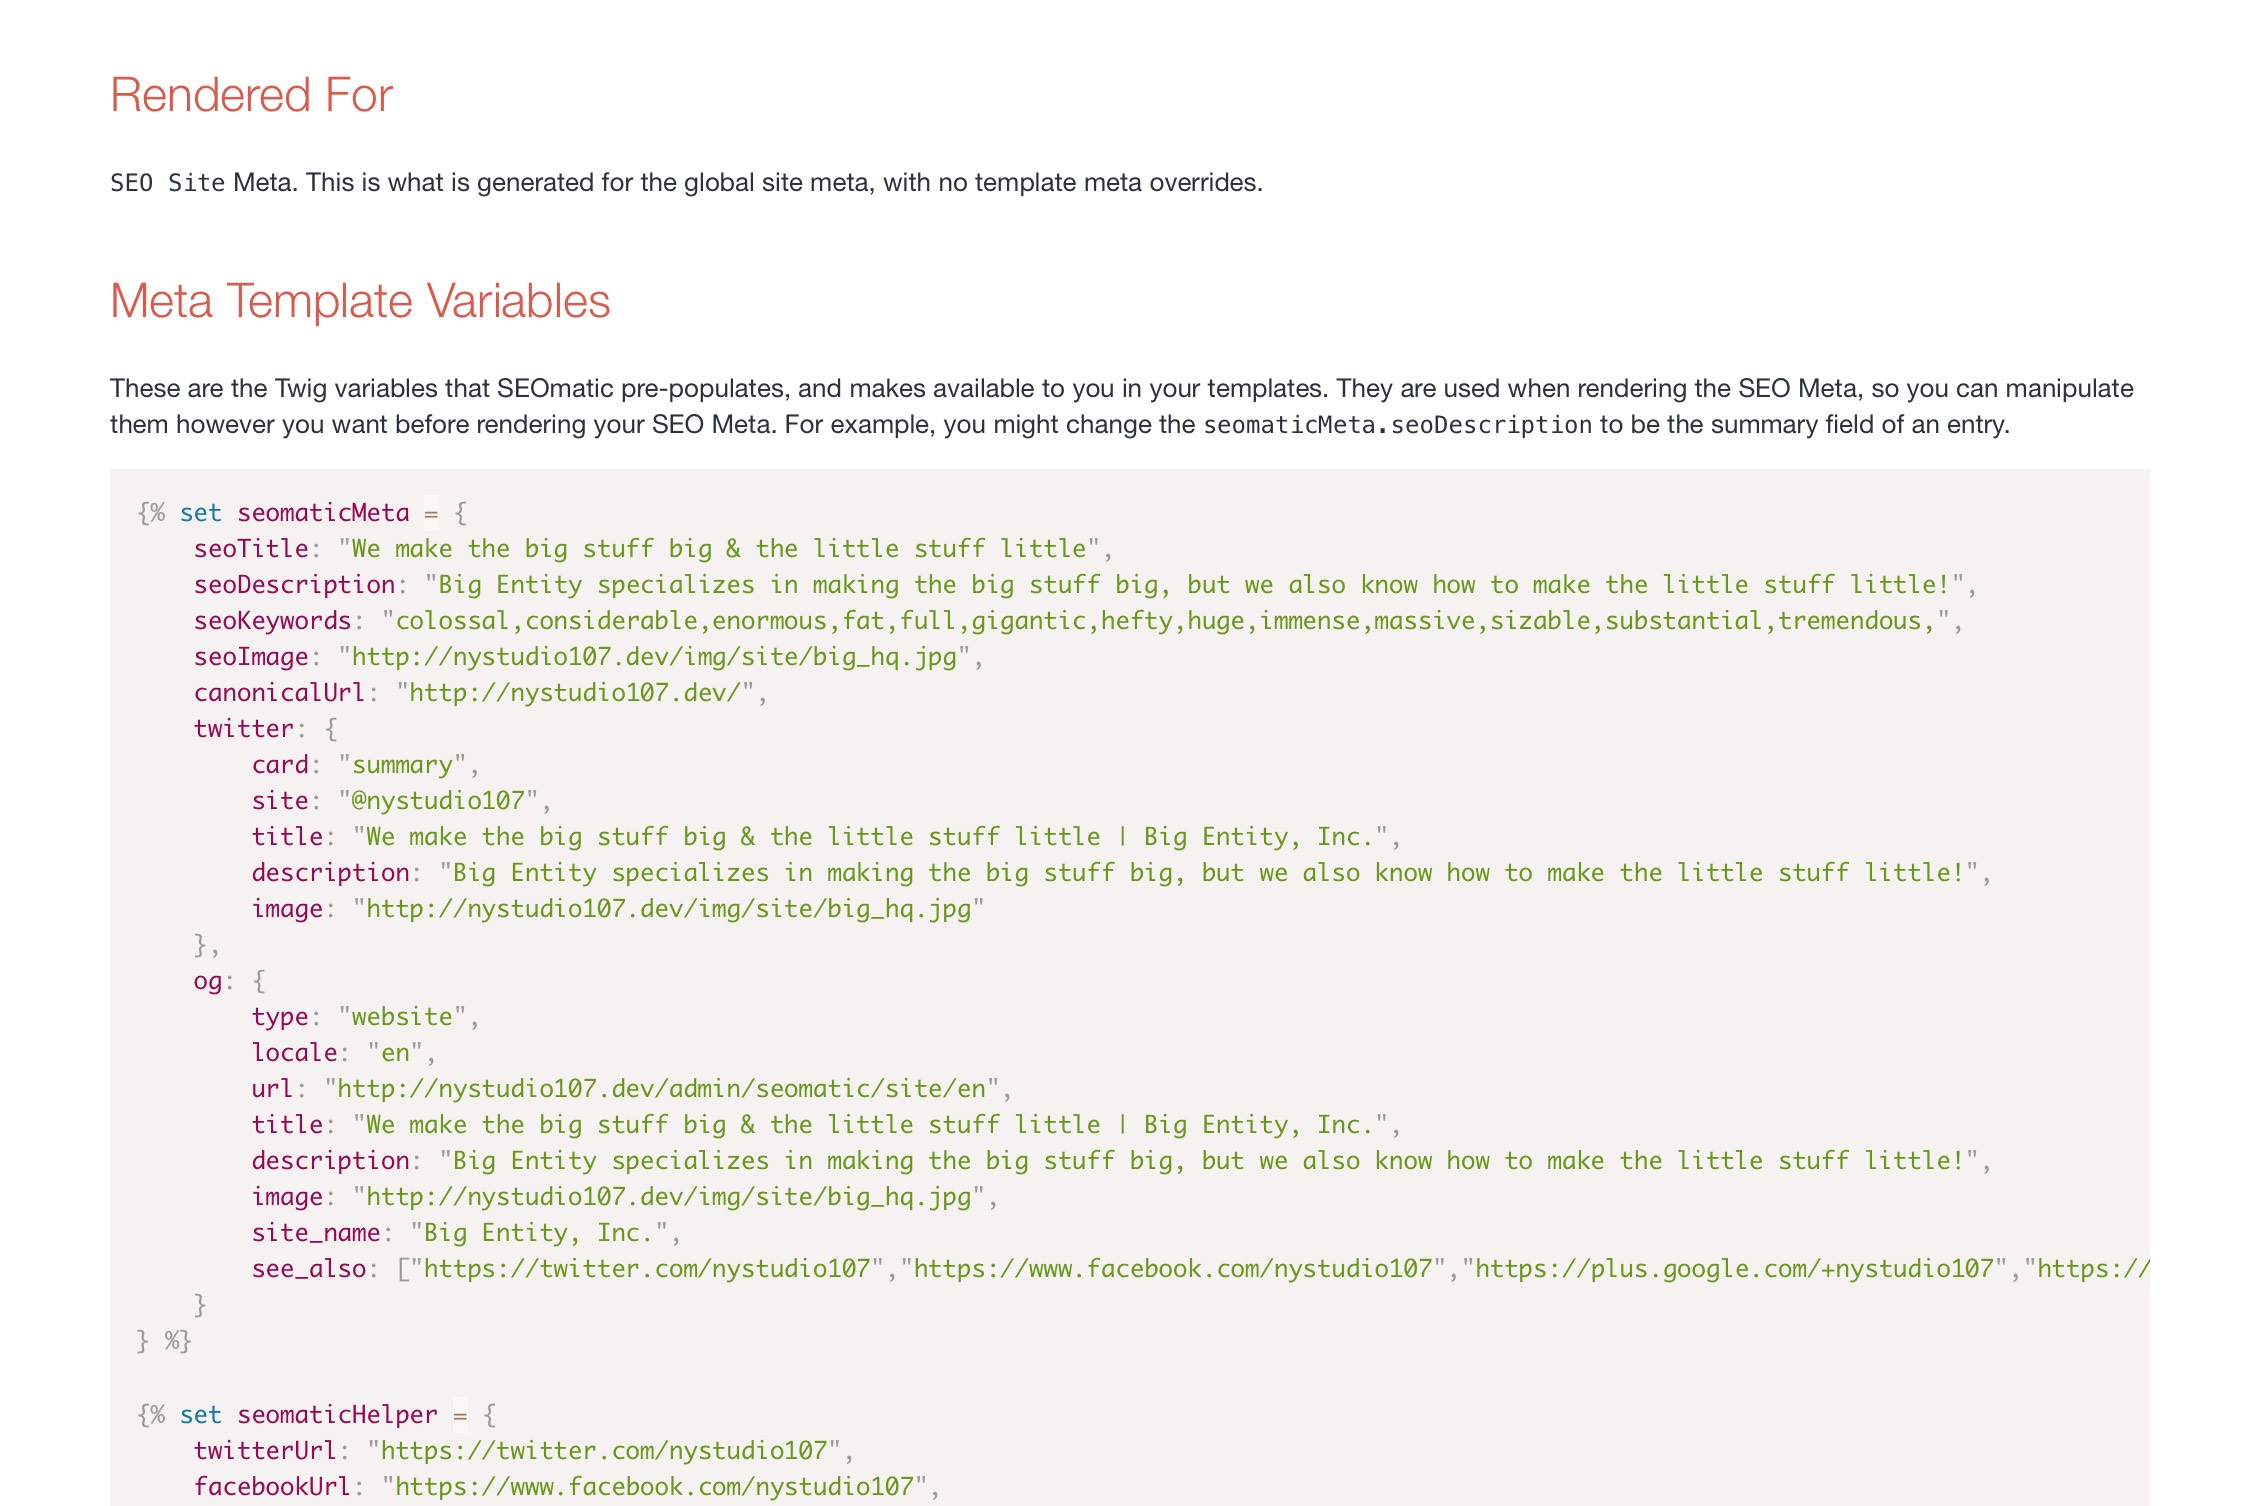 Rendered For
SEO Site Meta. This is what is generated for the global site meta, with no template meta overrides.
Meta Template Variables
These are the Twig variables that SEOmatic pre-populates, and makes available to you in your templates. They are used when rendering the SEO Meta, so you can manipulate
them however you want before rendering your SEO Meta. For example, you might change the seomaticMeta.seoDescription to be the summary field of an entry.
{% set seomaticMeta = {
    seoTitle: "We make the big stuff big & the little stuff little",
    seoDescription: "Big Entity specializes in making the big stuff big, but we also know how to make the little stuff little!",
    seoKeywords: "colossal,considerable,enormous,fat,full,gigantic,hefty,huge,immense,massive,sizable,substantial,tremendous,",
    seoImage: "http://nystudio107.dev/img/site/big_hq.jpg",
    canonicalUrl: "http://nystudio107.dev/",
    twitter: {
        card: "summary",
        site: "@nystudio107",
        title: "We make the big stuff big & the little stuff little | Big Entity, Inc.",
        description: "Big Entity specializes in making the big stuff big, but we also know how to make the little stuff little!",
        image: "http://nystudio107.dev/img/site/big_hq.jpg"
    },
    og: {
        type: "website",
        locale: "en",
        url: "http://nystudio107.dev/admin/seomatic/site/en",
        title: "We make the big stuff big & the little stuff little | Big Entity, Inc.",
        description: "Big Entity specializes in making the big stuff big, but we also know how to make the little stuff little!",
        image: "http://nystudio107.dev/img/site/big_hq.jpg",
        site_name: "Big Entity, Inc.",
        see_also: ["https://twitter.com/nystudio107","https://www.facebook.com/nystudio107","https://plus.google.com/+nystudio107","https://
    }
} %}
{% set seomaticHelper = {
    twitterUrl: "https://twitter.com/nystudio107",
    facebookUrl: "https://www.facebook.com/nystudio107",